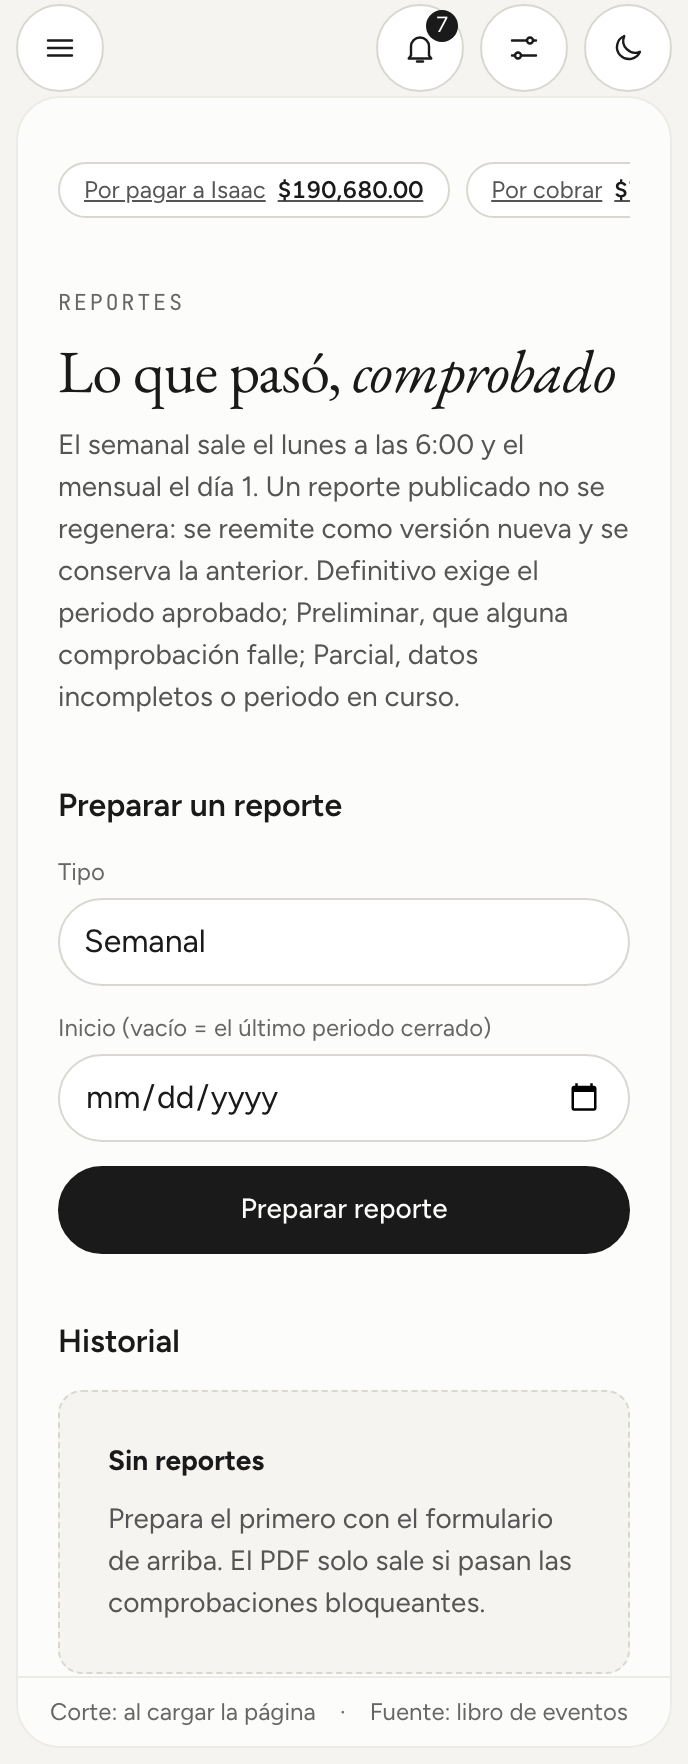 7
Por pagar a Isaac $190,680.00 Por cobrar
REPORTES
Lo que pasó, comprobado
El semanal sale el lunes a las 6:00 y el
mensual el día 1. Un reporte publicado no se
regenera: se reemite como versión nueva y se
conserva la anterior. Definitivo exige el
periodo aprobado; Preliminar, que alguna
comprobación falle; Parcial, datos
incompletos o periodo en curso.
Preparar un reporte
Tipo
Semanal
Inicio (vacío = el último periodo cerrado)
mm/dd/yyyy
Preparar reporte
Historial
Sin reportes
Prepara el primero con el formulario
de arriba. El PDF solo sale si pasan las
comprobaciones bloqueantes.
Corte: al cargar la página · Fuente: libro de eventos